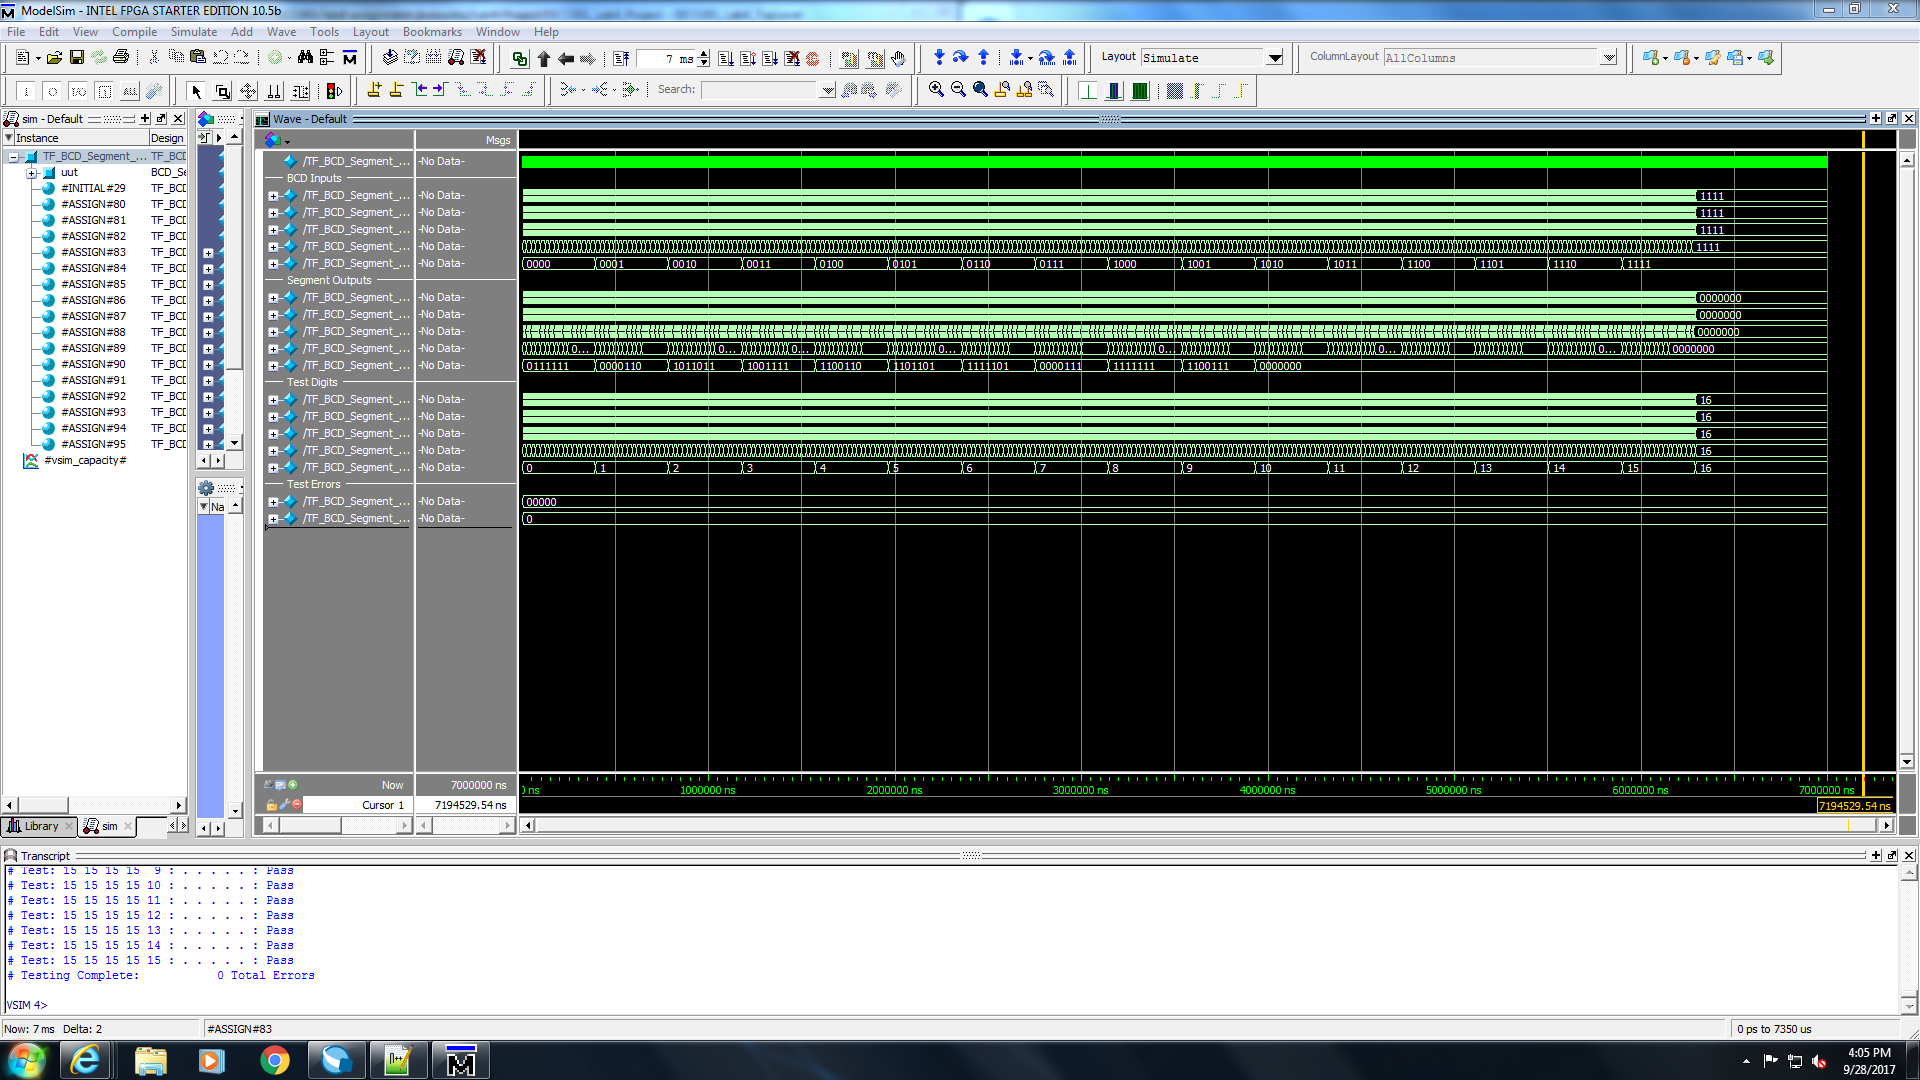 ModelSim - INTEL FPGA STARTER EDITION 10.5b
File Edit View Compile Simulate Add Wave Tools Layout Bookmarks Window Help
7 ms
Layout Simulate
ColumnLayout AllColumns
Search:
sim - Default
Instance Design
TF_BCD_Segment_... TF_BCD
uut BCD_Se
#INITIAL#29 TF_BCD
#ASSIGN#80 TF_BCD
#ASSIGN#81 TF_BCD
#ASSIGN#82 TF_BCD
#ASSIGN#83 TF_BCD
#ASSIGN#84 TF_BCD
#ASSIGN#85 TF_BCD
#ASSIGN#86 TF_BCD
#ASSIGN#87 TF_BCD
#ASSIGN#88 TF_BCD
#ASSIGN#89 TF_BCD
#ASSIGN#90 TF_BCD
#ASSIGN#91 TF_BCD
#ASSIGN#92 TF_BCD
#ASSIGN#93 TF_BCD
#ASSIGN#94 TF_BCD
#ASSIGN#95 TF_BCD
#vsim_capacity#
Library sim
Na
Wave - Default
Msgs
/TF_BCD_Segment_... -No Data-
BCD Inputs
/TF_BCD_Segment_... -No Data- 1111
/TF_BCD_Segment_... -No Data- 1111
/TF_BCD_Segment_... -No Data- 1111
/TF_BCD_Segment_... -No Data- 1111
/TF_BCD_Segment_... -No Data- 0000 0001 0010 0011 0100 0101 0110 0111 1000 1001 1010 1011 1100 1101 1110 1111
Segment Outputs
/TF_BCD_Segment_... -No Data- 0000000
/TF_BCD_Segment_... -No Data- 0000000
/TF_BCD_Segment_... -No Data- 0000000
/TF_BCD_Segment_... -No Data- 0... 0... 0... 0... 0... 0... 0... 0000000
/TF_BCD_Segment_... -No Data- 0111111 0000110 1011011 1001111 1100110 1101101 1111101 0000111 1111111 1100111 0000000
Test Digits
/TF_BCD_Segment_... -No Data- 16
/TF_BCD_Segment_... -No Data- 16
/TF_BCD_Segment_... -No Data- 16
/TF_BCD_Segment_... -No Data- 16
/TF_BCD_Segment_... -No Data- 0 1 2 3 4 5 6 7 8 9 10 11 12 13 14 15 16
Test Errors
/TF_BCD_Segment_... -No Data- 00000
/TF_BCD_Segment_... -No Data- 0
Now 7000000 ns
ns 1000000 ns 2000000 ns 3000000 ns 4000000 ns 5000000 ns 6000000 ns 7000000 ns
Cursor 1 7194529.54 ns
7194529.54 ns
Transcript
# Test: 15 15 15 15 9 : . . . . . . : Pass
# Test: 15 15 15 15 10 : . . . . . . : Pass
# Test: 15 15 15 15 11 : . . . . . . : Pass
# Test: 15 15 15 15 12 : . . . . . . : Pass
# Test: 15 15 15 15 13 : . . . . . . : Pass
# Test: 15 15 15 15 14 : . . . . . . : Pass
# Test: 15 15 15 15 15 : . . . . . . : Pass
# Testing Complete: 0 Total Errors
VSIM 4>
Now: 7 ms Delta: 2 #ASSIGN#83 0 ps to 7350 us
4:05 PM
9/28/2017